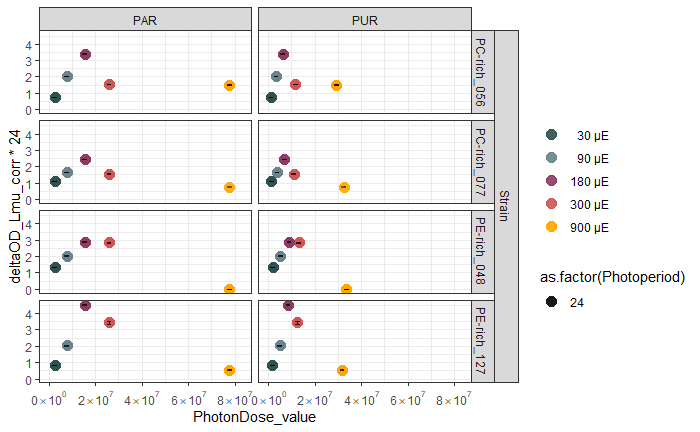 PAR
PUR
deltaOD_Lmu_corr * 24
4
3
2
1
0
PC-rich_056
4
3
2
1
0
PC-rich_077
4
3
2
1
0
PE-rich_048
4
3
2
1
0
PE-rich_127
Strain
0×10⁰ 2×10⁷ 4×10⁷ 6×10⁷ 8×10⁷ 0×10⁰ 2×10⁷ 4×10⁷ 6×10⁷ 8×10⁷
PhotonDose_value
30 µE
90 µE
180 µE
300 µE
900 µE
as.factor(Photoperiod)
24